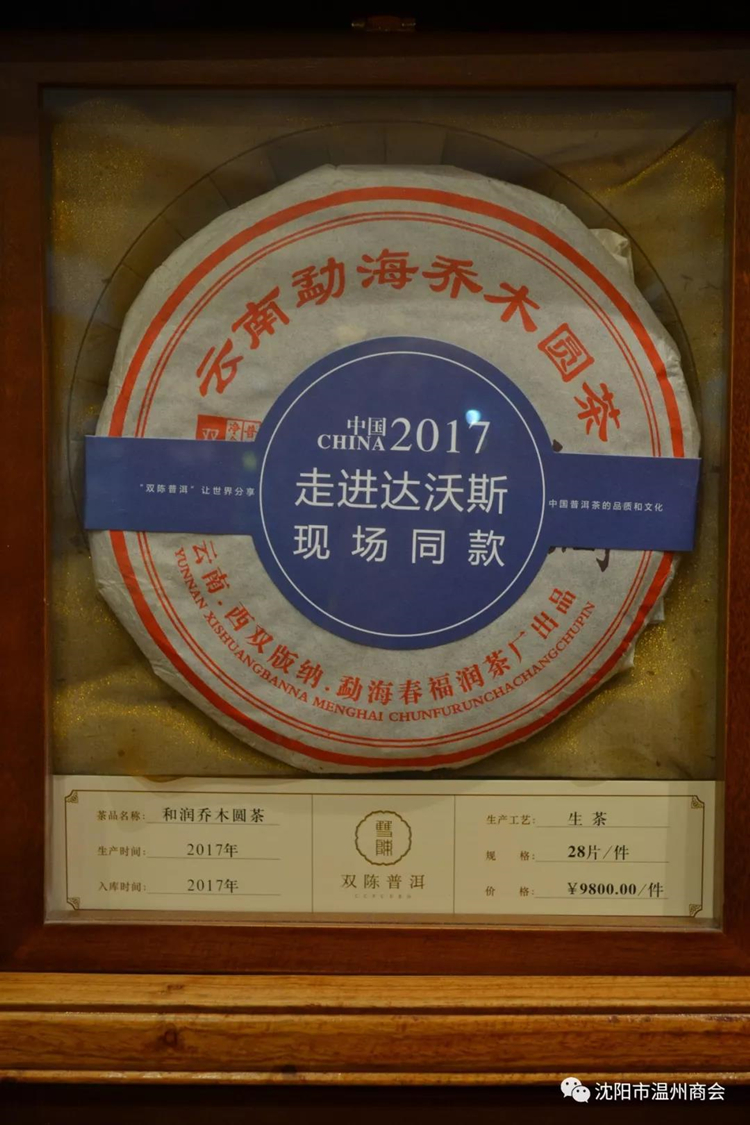 云南勐海乔木圆茶
中国
CHINA 2017
走进达沃斯
现场同款
"双陈普洱"让世界分享
中国普洱茶的品质和文化
云南·西双版纳·勐海春福润茶厂出品
YUNNAN XISHUANGBANNA MENGHAI CHUNFURUNCHACHANGCHUPIN
茶品名称: 和润乔木圆茶
生产时间: 2017年
入库时间: 2017年
双陈普洱
生产工艺: 生茶
规 格: 28片/件
价 格: ¥9800.00/件
沈阳市温州商会